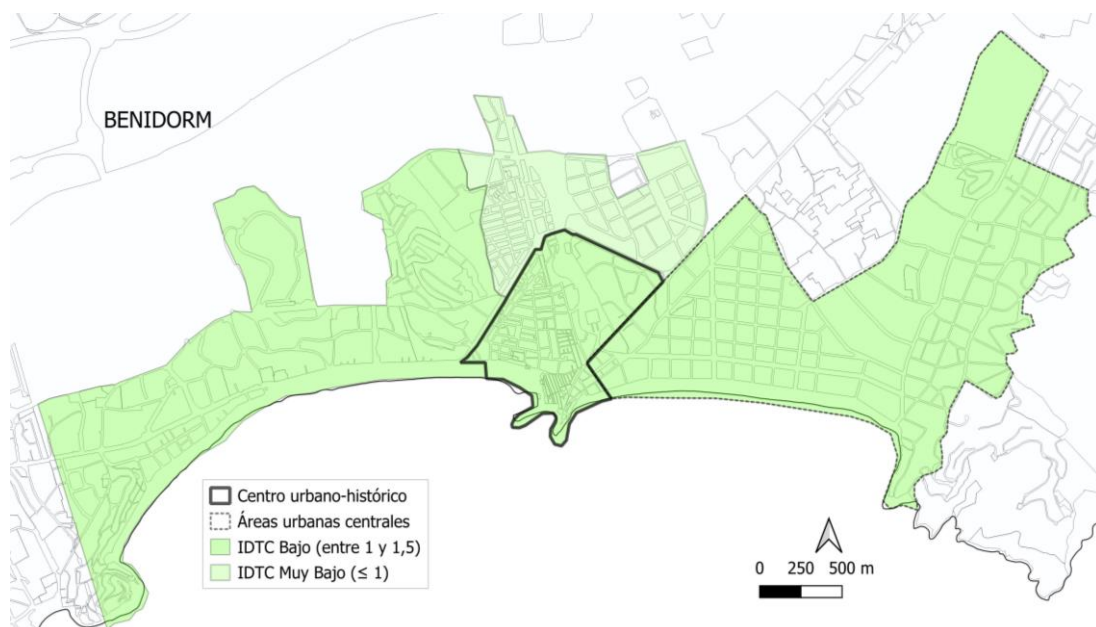 BENIDORM
Centro urbano-histórico
Áreas urbanas centrales
IDTC Bajo (entre 1 y 1,5)
IDTC Muy Bajo (≤ 1)
0 250 500 m